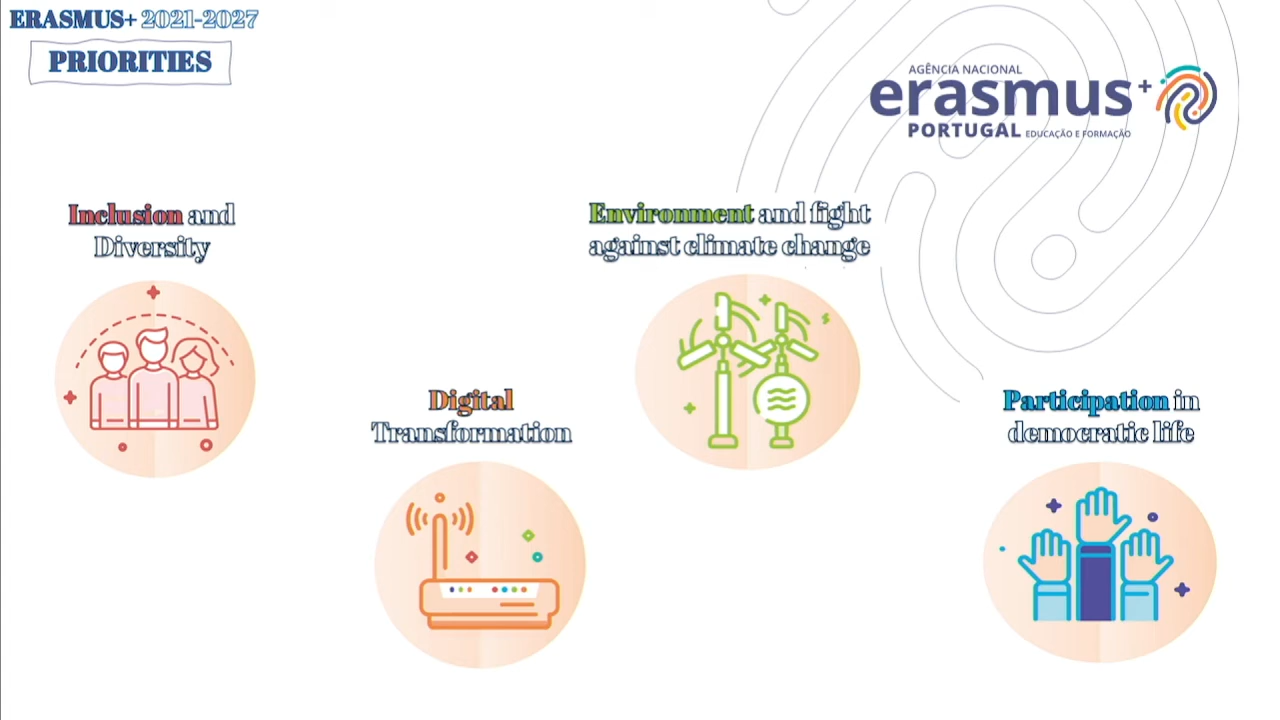 ERASMUS+ 2021-2027
PRIORITIES
AGÊNCIA NACIONAL
erasmus+
PORTUGAL EDUCAÇÃO E FORMAÇÃO
Inclusion and
Diversity
Digital
Transformation
Environment and fight
against climate change
Participation in
democratic life